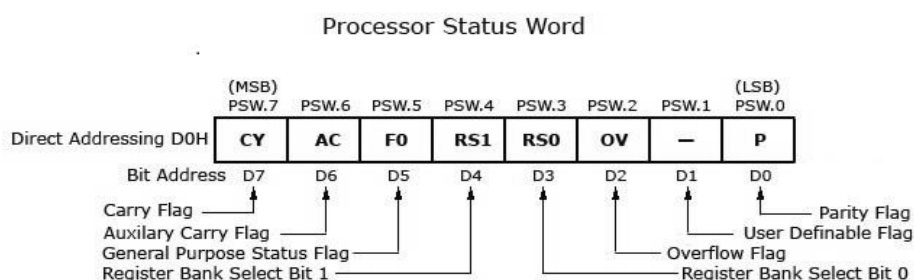 Processor Status Word
(MSB) (LSB)
PSW.7 PSW.6 PSW.5 PSW.4 PSW.3 PSW.2 PSW.1 PSW.0
Direct Addressing D0H CY AC F0 RS1 RS0 OV — P
Bit Address D7 D6 D5 D4 D3 D2 D1 D0
Carry Flag Parity Flag
Auxilary Carry Flag User Definable Flag
General Purpose Status Flag Overflow Flag
Register Bank Select Bit 1 Register Bank Select Bit 0